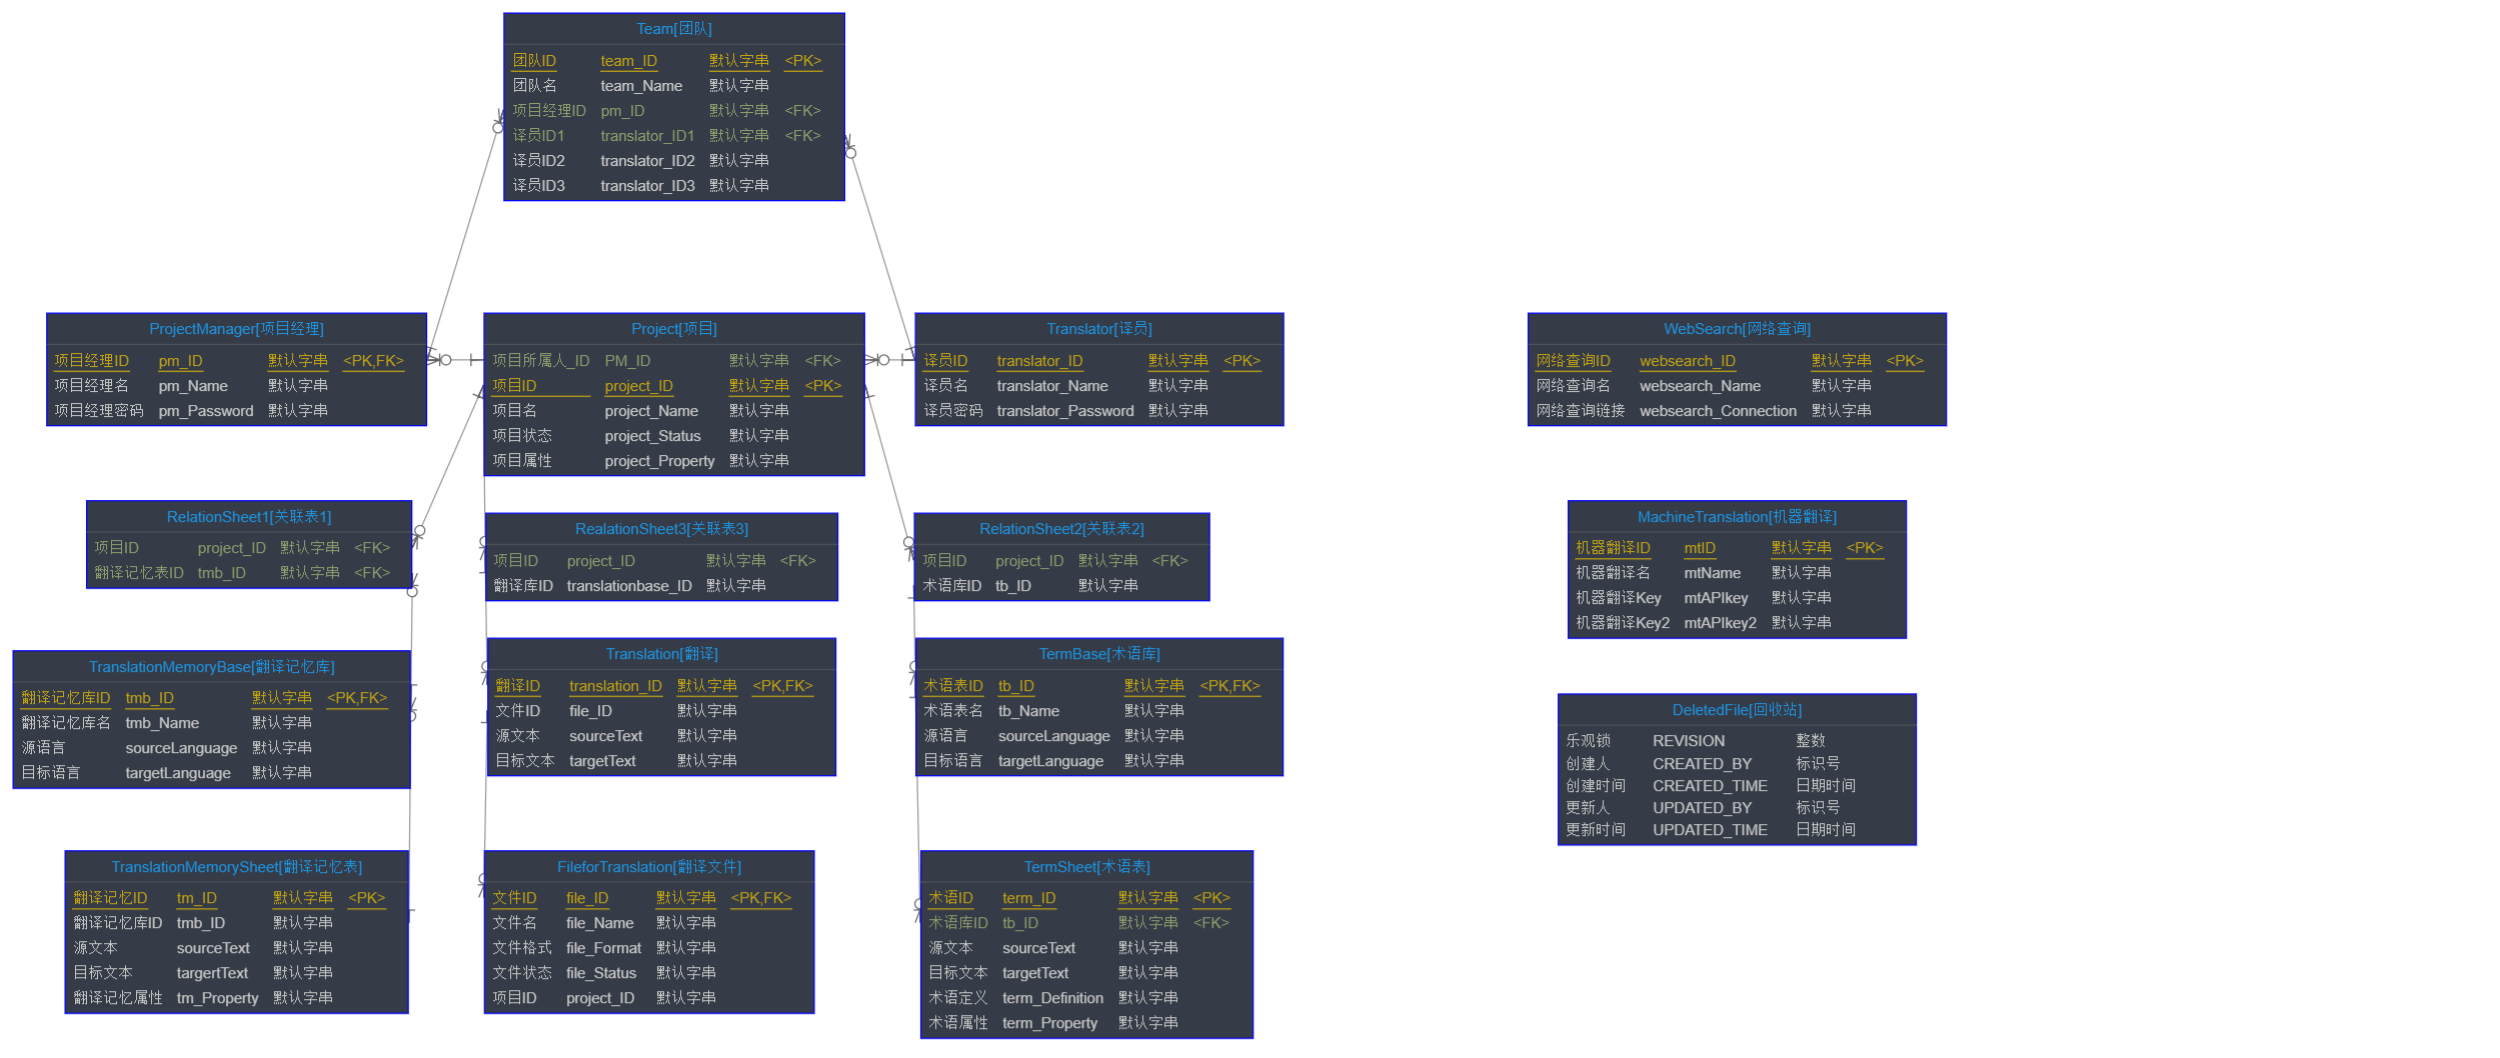 Team[团队]
团队ID team_ID 默认字串 <PK>
团队名 team_Name 默认字串
项目经理ID pm_ID 默认字串 <FK>
译员ID1 translator_ID1 默认字串 <FK>
译员ID2 translator_ID2 默认字串
译员ID3 translator_ID3 默认字串
ProjectManager[项目经理]
项目经理ID pm_ID 默认字串 <PK,FK>
项目经理名 pm_Name 默认字串
项目经理密码 pm_Password 默认字串
Project[项目]
项目所属人_ID PM_ID 默认字串 <FK>
项目ID project_ID 默认字串 <PK>
项目名 project_Name 默认字串
项目状态 project_Status 默认字串
项目属性 project_Property 默认字串
Translator[译员]
译员ID translator_ID 默认字串 <PK>
译员名 translator_Name 默认字串
译员密码 translator_Password 默认字串
WebSearch[网络查询]
网络查询ID websearch_ID 默认字串 <PK>
网络查询名 websearch_Name 默认字串
网络查询链接 websearch_Connection 默认字串
RelationSheet1[关联表1]
项目ID project_ID 默认字串 <FK>
翻译记忆表ID tmb_ID 默认字串 <FK>
RealationSheet3[关联表3]
项目ID project_ID 默认字串 <FK>
翻译库ID translationbase_ID 默认字串
RelationSheet2[关联表2]
项目ID project_ID 默认字串 <FK>
术语库ID tb_ID 默认字串
MachineTranslation[机器翻译]
机器翻译ID mtID 默认字串 <PK>
机器翻译名 mtName 默认字串
机器翻译Key mtAPIkey 默认字串
机器翻译Key2 mtAPIkey2 默认字串
TranslationMemoryBase[翻译记忆库]
翻译记忆库ID tmb_ID 默认字串 <PK,FK>
翻译记忆库名 tmb_Name 默认字串
源语言 sourceLanguage 默认字串
目标语言 targetLanguage 默认字串
Translation[翻译]
翻译ID translation_ID 默认字串 <PK,FK>
文件ID file_ID 默认字串
源文本 sourceText 默认字串
目标文本 targetText 默认字串
TermBase[术语库]
术语表ID tb_ID 默认字串 <PK,FK>
术语表名 tb_Name 默认字串
源语言 sourceLanguage 默认字串
目标语言 targetLanguage 默认字串
DeletedFile[回收站]
乐观锁 REVISION 整数
创建人 CREATED_BY 标识号
创建时间 CREATED_TIME 日期时间
更新人 UPDATED_BY 标识号
更新时间 UPDATED_TIME 日期时间
TranslationMemorySheet[翻译记忆表]
翻译记忆ID tm_ID 默认字串 <PK>
翻译记忆库ID tmb_ID 默认字串
源文本 sourceText 默认字串
目标文本 targertText 默认字串
翻译记忆属性 tm_Property 默认字串
FileforTranslation[翻译文件]
文件ID file_ID 默认字串 <PK,FK>
文件名 file_Name 默认字串
文件格式 file_Format 默认字串
文件状态 file_Status 默认字串
项目ID project_ID 默认字串
TermSheet[术语表]
术语ID term_ID 默认字串 <PK>
术语库ID tb_ID 默认字串 <FK>
源文本 sourceText 默认字串
目标文本 targetText 默认字串
术语定义 term_Definition 默认字串
术语属性 term_Property 默认字串